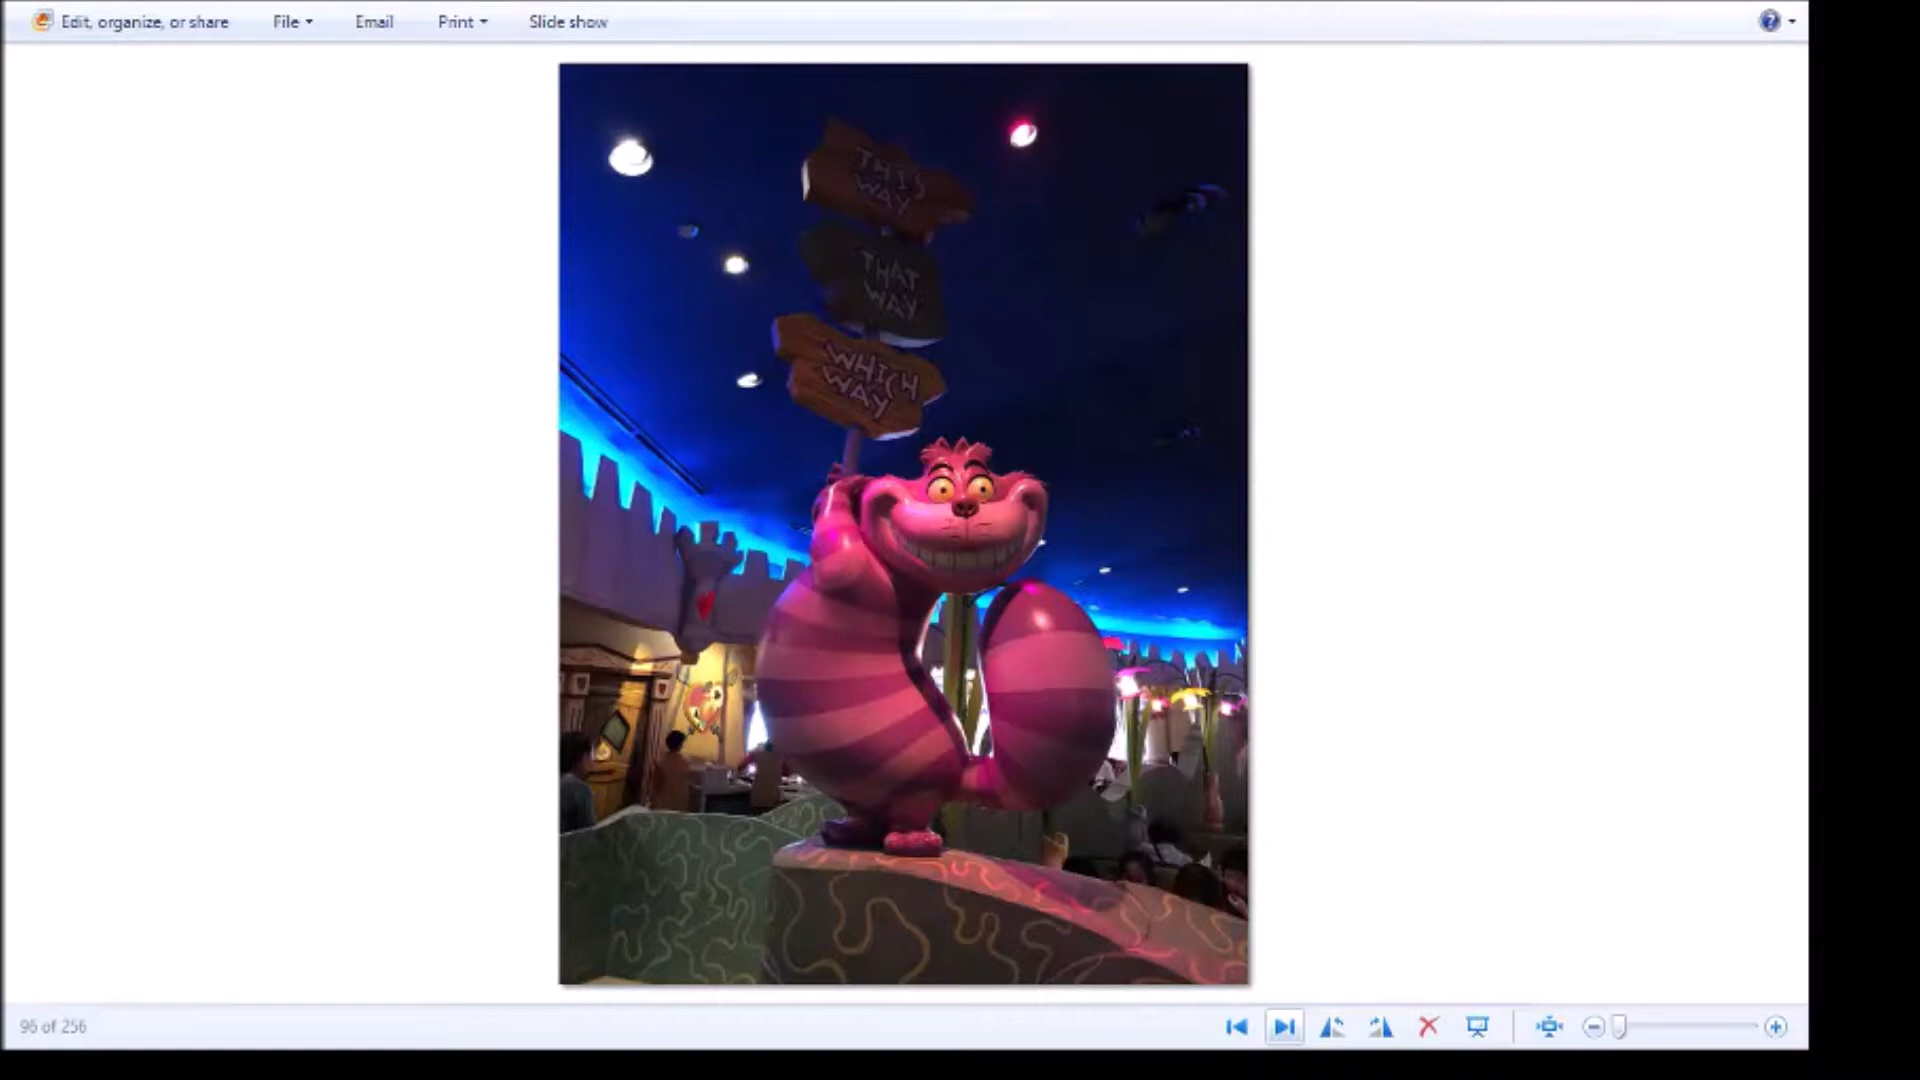 Edit, organize, or share File Email Print Slide show
THIS
WAY
THAT
WAY
WHICH
WAY
96 of 256